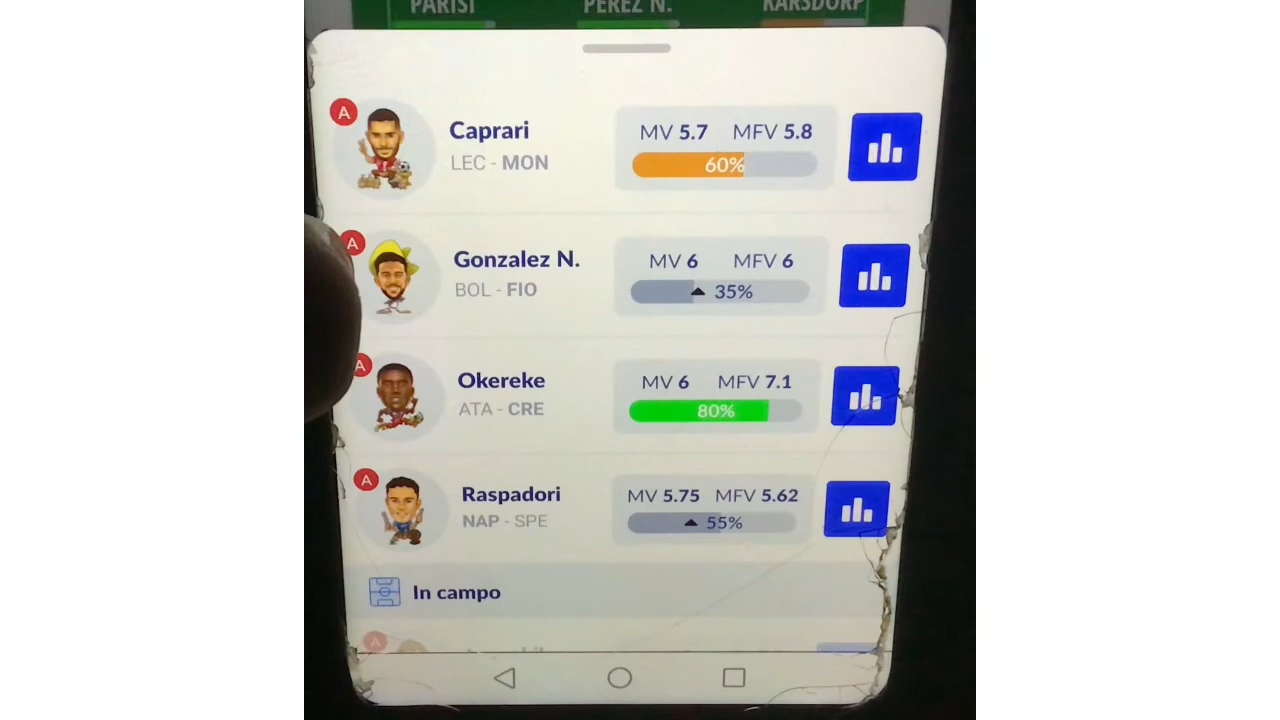 PARISI PEREZ N. KARSDORP
A Caprari MV 5.7 MFV 5.8
LEC - MON 60%
A Gonzalez N. MV 6 MFV 6
BOL - FIO 35%
A Okereke MV 6 MFV 7.1
ATA - CRE 80%
A Raspadori MV 5.75 MFV 5.62
NAP - SPE 55%
In campo
A